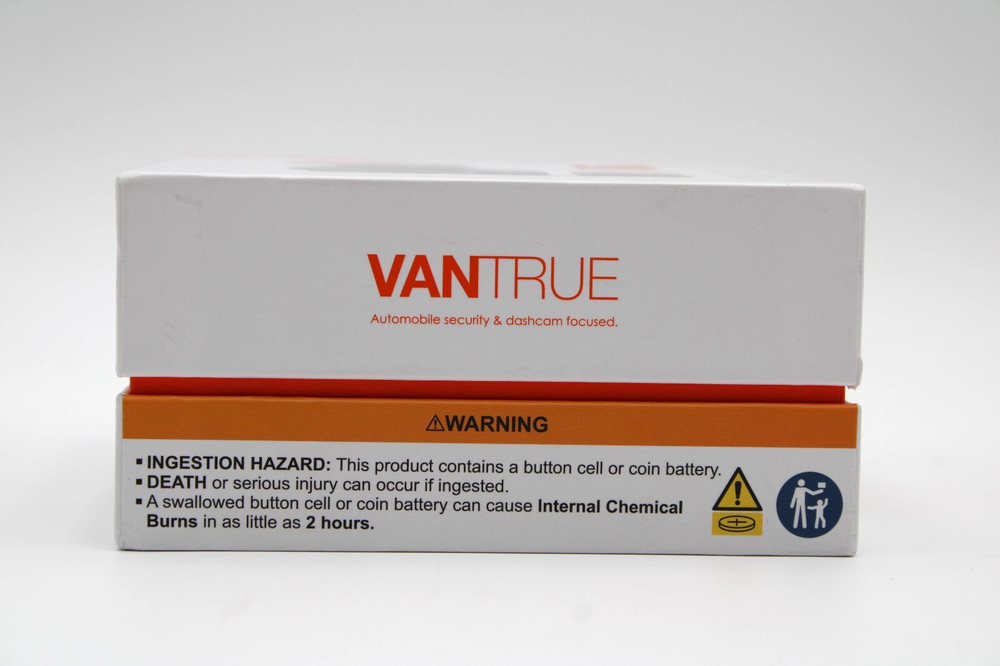 VANTRUE
Automobile security & dashcam focused.
⚠WARNING
▪ INGESTION HAZARD: This product contains a button cell or coin battery.
▪ DEATH or serious injury can occur if ingested.
▪ A swallowed button cell or coin battery can cause Internal Chemical
Burns in as little as 2 hours.